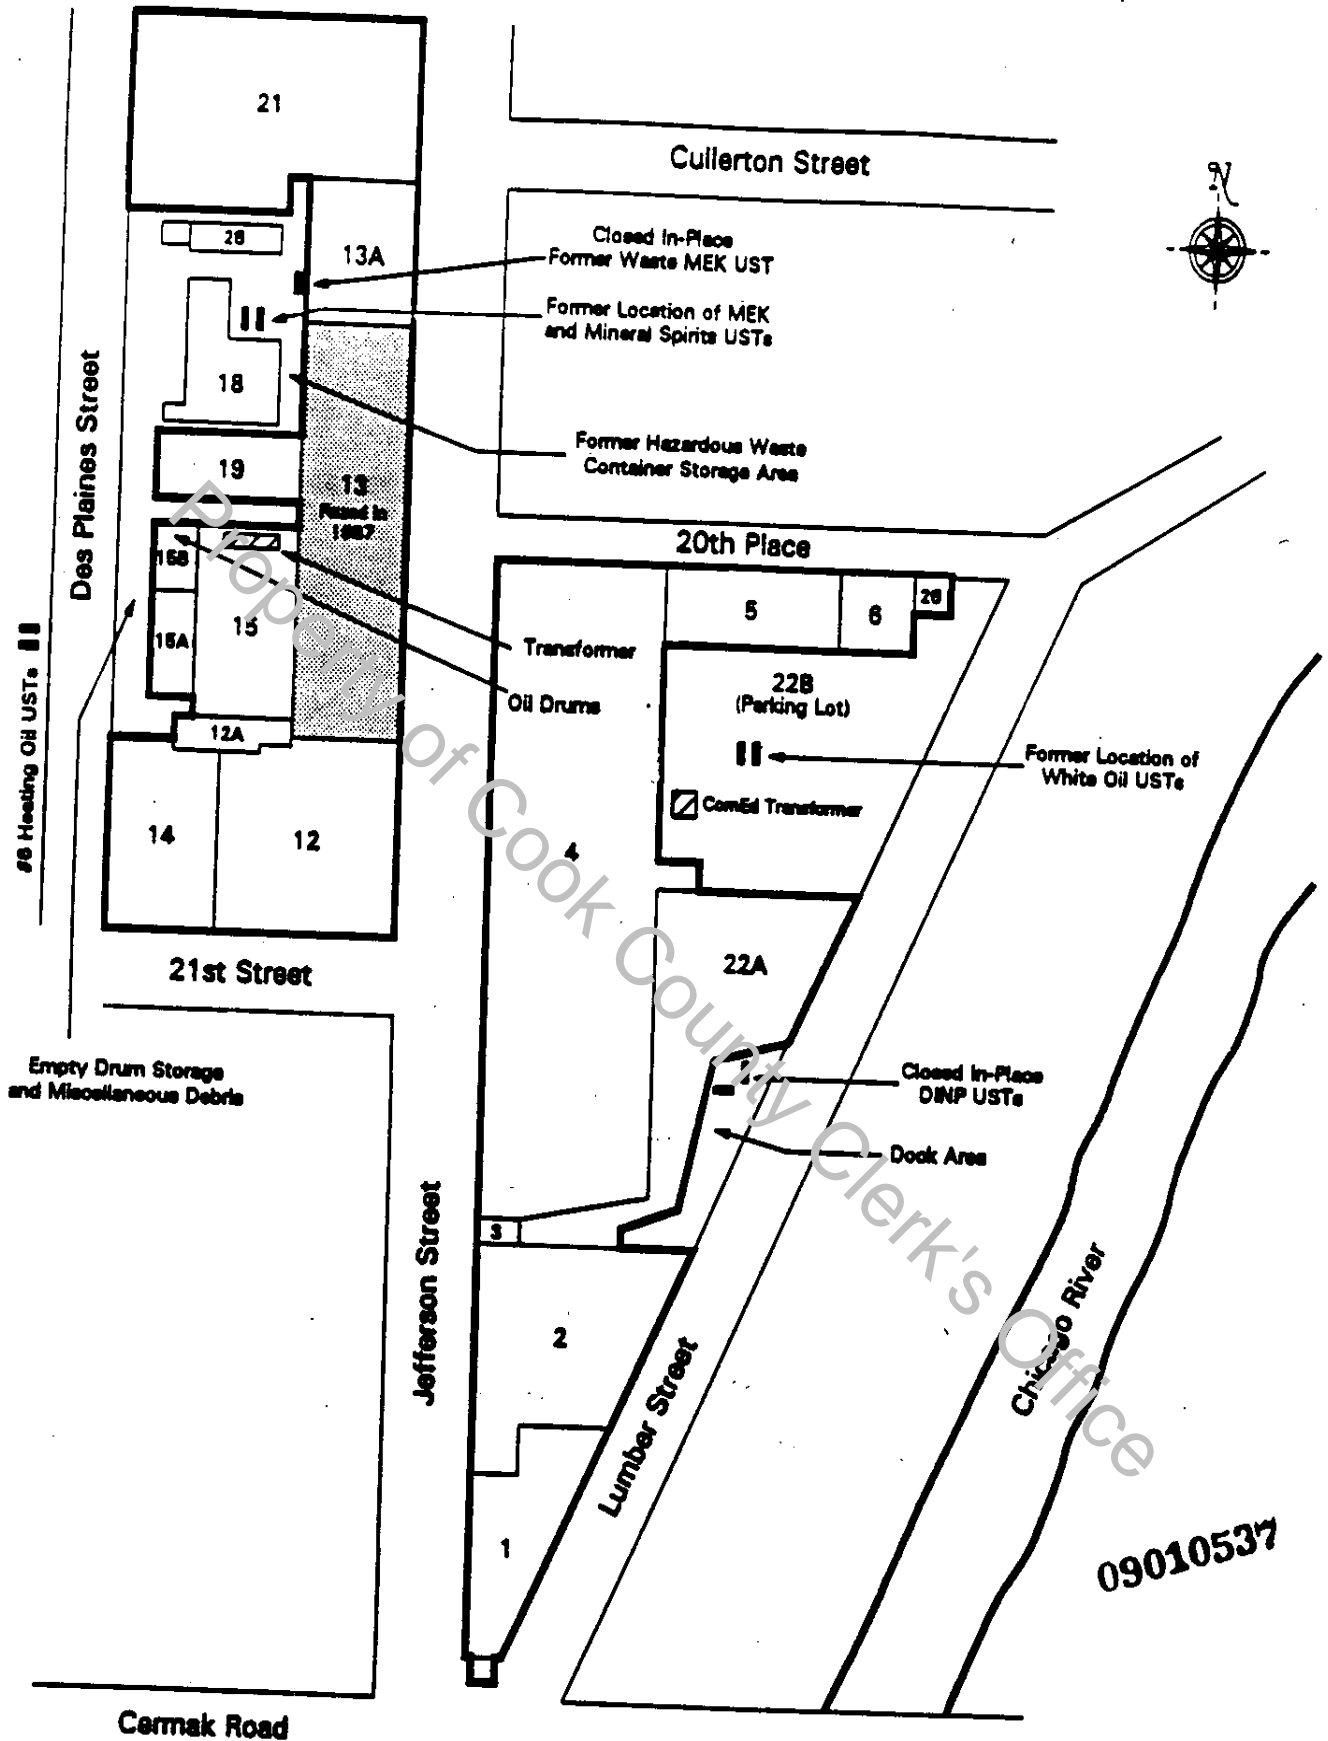 21
Cullerton Street
N
28
13A
Closed In-Place
Former Waste MEK UST
Former Location of MEK
and Mineral Spirits USTs
18
Des Plaines Street
Former Hazardous Waste
Container Storage Area
19
13
Razed in
1987
20th Place
15B
5
6
15
15A
Transformer
Oil Drums
22B
(Parking Lot)
12A
#6 Heating Oil USTs
Former Location of
White Oil USTs
ComEd Transformer
14
12
4
22A
21st Street
Empty Drum Storage
and Miscellaneous Debris
Closed In-Place
DINP USTs
Dock Area
3
Jefferson Street
2
Lumber Street
Chicago River
1
09010537
Cermak Road
Property of Cook County Clerk's Office